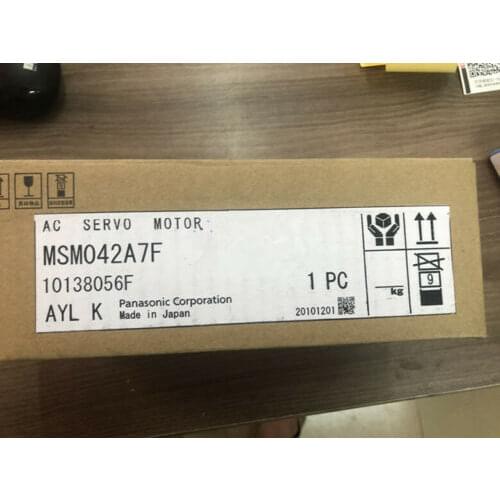 AC SERVO MOTOR
MSM042A7F
10138056F
1 PC
kg
9
AYL K
Panasonic Corporation
Made in Japan
20101201